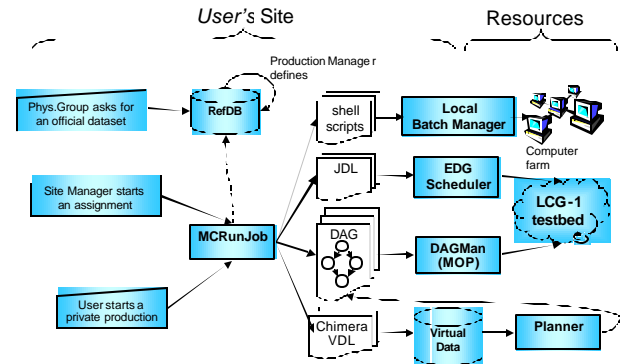 User's Site
Resources
Production Manager
defines
Phys.Group asks for
an official dataset
RefDB
shell
scripts
Local
Batch Manager
Computer
farm
Site Manager starts
an assignment
JDL
EDG
Scheduler
LCG-1
testbed
MCRunJob
DAG
DAGMan
(MOP)
User starts a
private production
Chimera
VDL
Virtual
Data
Planner